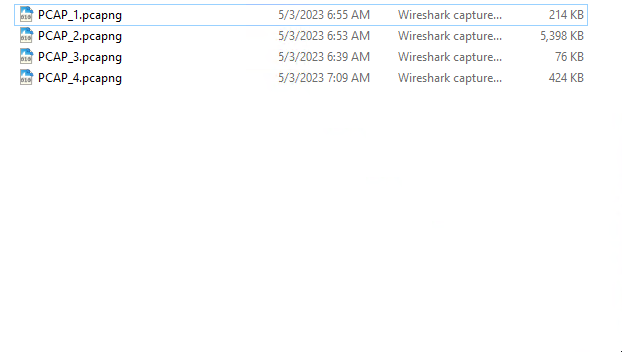 PCAP_1.pcapng 5/3/2023 6:55 AM Wireshark capture... 214 KB
PCAP_2.pcapng 5/3/2023 6:53 AM Wireshark capture... 5,398 KB
PCAP_3.pcapng 5/3/2023 6:39 AM Wireshark capture... 76 KB
PCAP_4.pcapng 5/3/2023 7:09 AM Wireshark capture... 424 KB